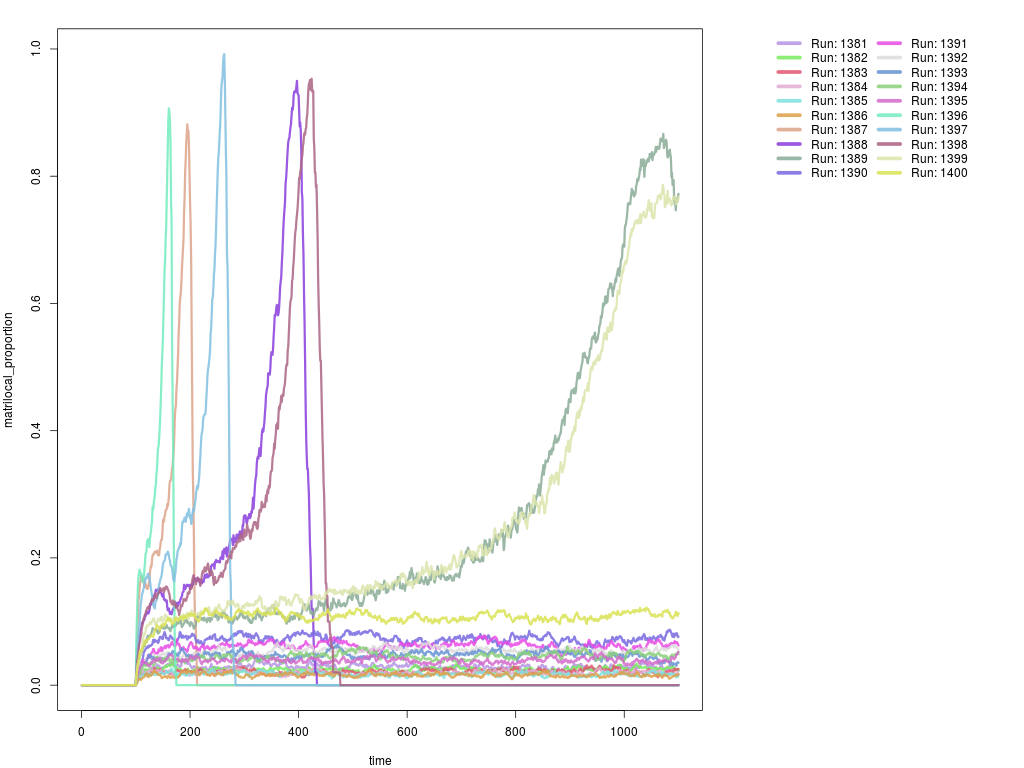 matrilocal_proportion
1.0
0.8
0.6
0.4
0.2
0.0
0 200 400 600 800 1000
time
Run: 1381 Run: 1391
Run: 1382 Run: 1392
Run: 1383 Run: 1393
Run: 1384 Run: 1394
Run: 1385 Run: 1395
Run: 1386 Run: 1396
Run: 1387 Run: 1397
Run: 1388 Run: 1398
Run: 1389 Run: 1399
Run: 1390 Run: 1400